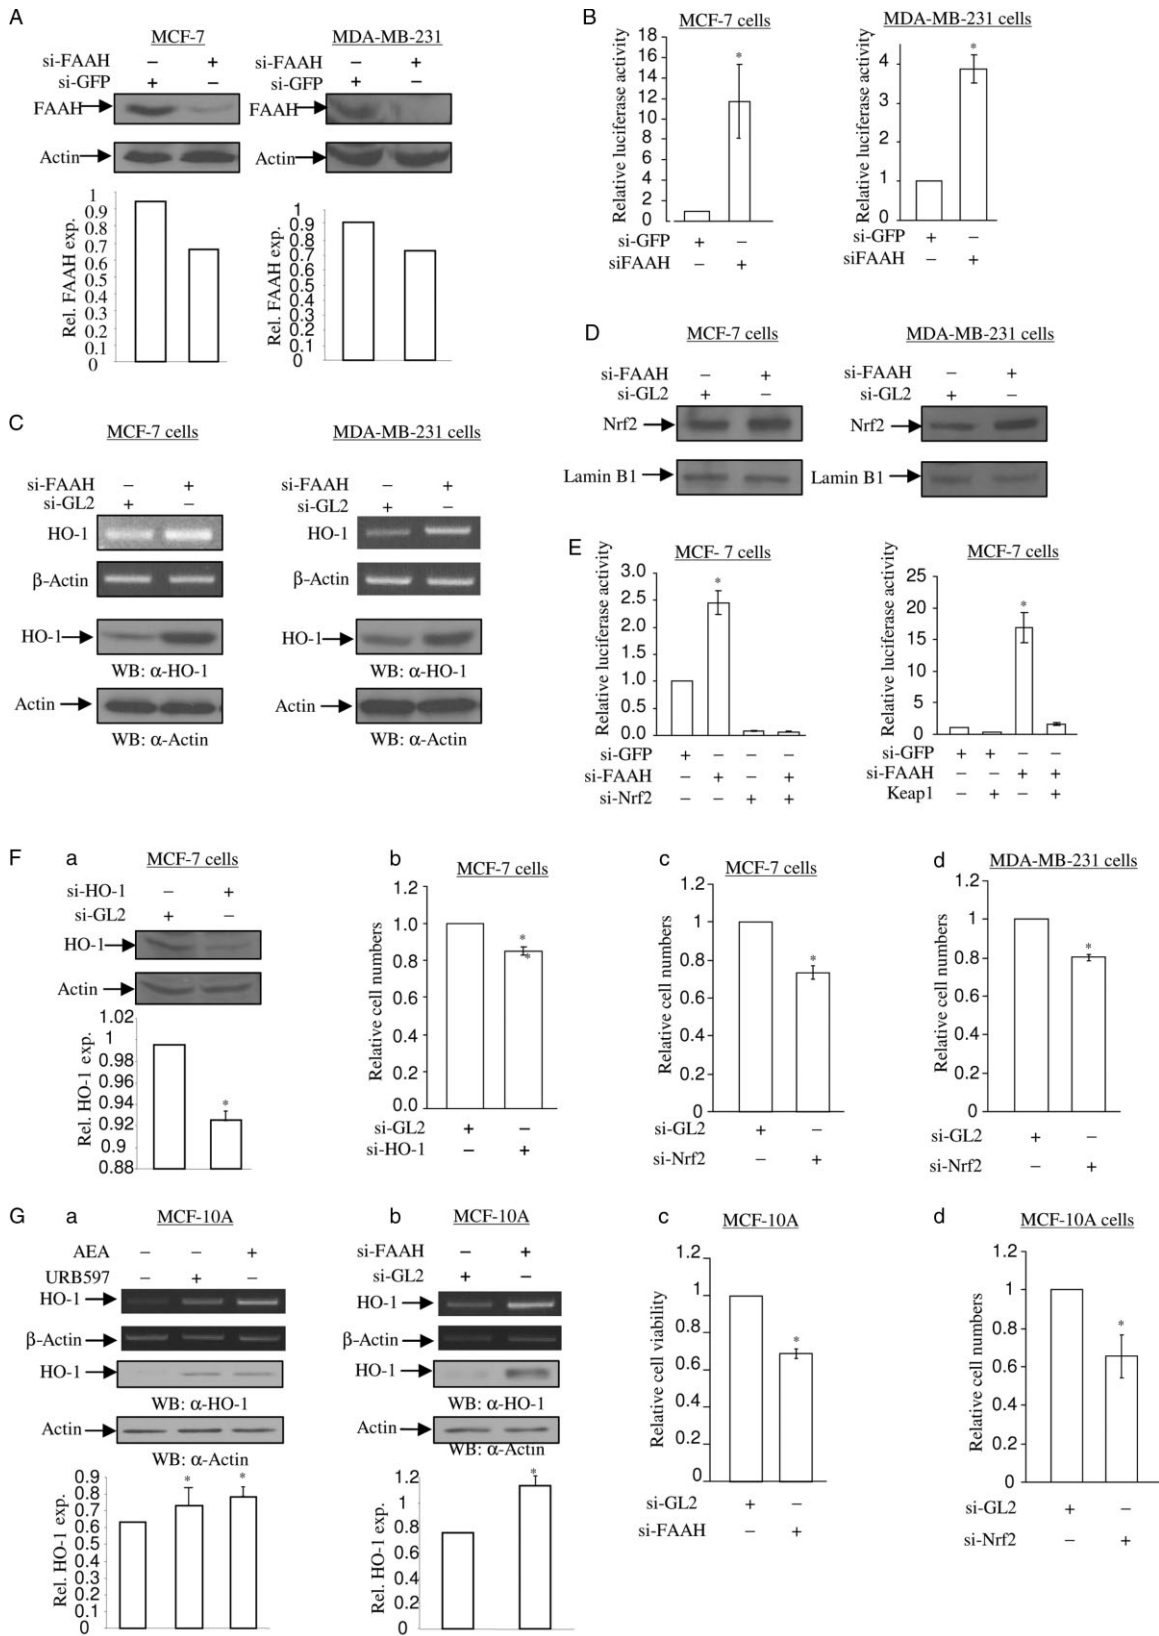 A
MCF-7
MDA-MB-231
si-FAAH – +
si-GFP + –
FAAH
Actin
si-FAAH – +
si-GFP + –
FAAH
Actin
Rel. FAAH exp.
1
0.9
0.8
0.7
0.6
0.5
0.4
0.3
0.2
0.1
0
Rel. FAAH exp.
1
0.9
0.8
0.7
0.6
0.5
0.4
0.3
0.2
0.1
0
B
MCF-7 cells
Relative luciferase activity
18
16
14
12
10
8
6
4
2
0
*
si-GFP + –
siFAAH – +
MDA-MB-231 cells
Relative luciferase activity
4
3
2
1
0
*
si-GFP + –
siFAAH – +
C
MCF-7 cells
si-FAAH – +
si-GL2 + –
HO-1
β-Actin
HO-1
WB: α-HO-1
Actin
WB: α-Actin
MDA-MB-231 cells
si-FAAH – +
si-GL2 + –
HO-1
β-Actin
HO-1
WB: α-HO-1
Actin
WB: α-Actin
D
MCF-7 cells
si-FAAH – +
si-GL2 + –
Nrf2
Lamin B1
MDA-MB-231 cells
si-FAAH – +
si-GL2 + –
Nrf2
Lamin B1
E
MCF- 7 cells
Relative luciferase activity
3.0
2.5
2.0
1.5
1.0
0.5
0.0
*
si-GFP + – – –
si-FAAH – + – +
si-Nrf2 – – + +
MCF-7 cells
Relative luciferase activity
25
20
15
10
5
0
*
si-GFP + + – –
si-FAAH – – + +
Keap1 – + – +
F
a
MCF-7 cells
si-HO-1 – +
si-GL2 + –
HO-1
Actin
Rel. HO-1 exp.
1.02
1
0.98
0.96
0.94
0.92
0.9
0.88
*
b
MCF-7 cells
Relative cell numbers
1.2
1.0
0.8
0.6
0.4
0.2
0.0
*
*
si-GL2 + –
si-HO-1 – +
c
MCF-7 cells
Relative cell numbers
1.2
1
0.8
0.6
0.4
0.2
0
*
si-GL2 + –
si-Nrf2 – +
d
MDA-MB-231 cells
Relative cell numbers
1.2
1
0.8
0.6
0.4
0.2
0
*
si-GL2 + –
si-Nrf2 – +
G
a
MCF-10A
AEA – – +
URB597 – + –
HO-1
β-Actin
HO-1
WB: α-HO-1
Actin
WB: α-Actin
Rel. HO-1 exp.
0.9
0.8
0.7
0.6
0.5
0.4
0.3
0.2
0.1
0
* *
b
MCF-10A
si-FAAH – +
si-GL2 + –
HO-1
β-Actin
HO-1
WB: α-HO-1
Actin
WB: α-Actin
Rel. HO-1 exp.
1.2
1
0.8
0.6
0.4
0.2
0
*
c
MCF-10A
Relative cell viability
1.2
1
0.8
0.6
0.4
0.2
0
*
si-GL2 + –
si-FAAH – +
d
MCF-10A cells
Relative cell numbers
1.2
1
0.8
0.6
0.4
0.2
0
*
si-GL2 + –
si-Nrf2 – +